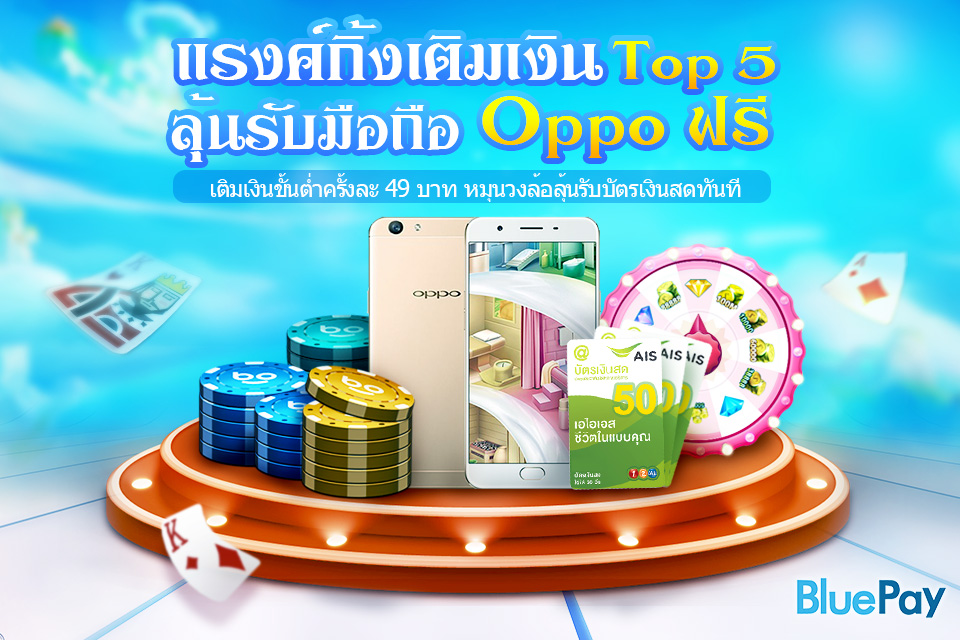 แรงค์กิ้งเติมเงิน Top 5
ลุ้นรับมือถือ Oppo ฟรี
เติมเงินขั้นต่ำครั้งละ 49 บาท หมุนวงล้อลุ้นรับบัตรเงินสดทันที
oppo
@ AIS AIS AIS
บัตรเงินสด
50
เอไอเอส
ชีวิตในแบบคุณ
K
K
A
BluePay